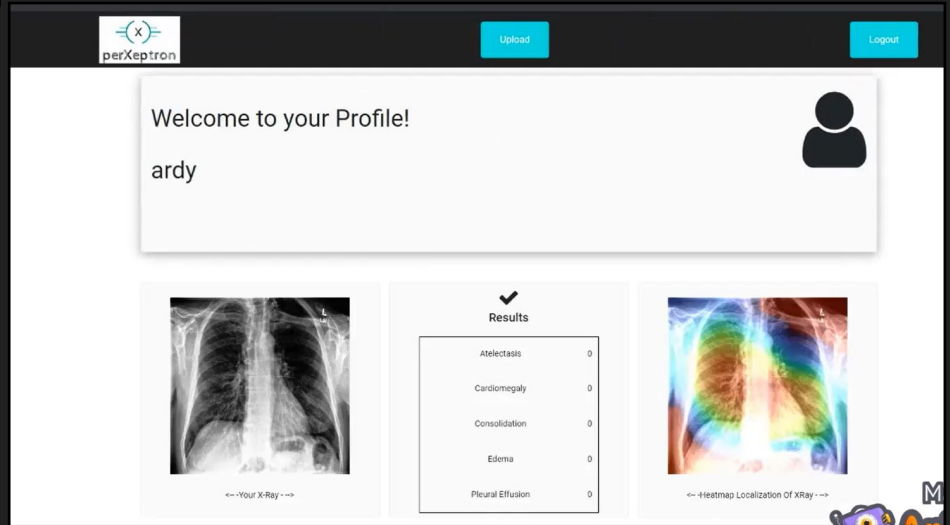 X
perXeptron
Upload
Logout
Welcome to your Profile!
ardy
L
Results
Atelectasis 0
Cardiomegaly 0
Consolidation 0
Edema 0
Pleural Effusion 0
<-- -Your X-Ray - -->
<-- -Heatmap Localization Of XRay - -->
L
M